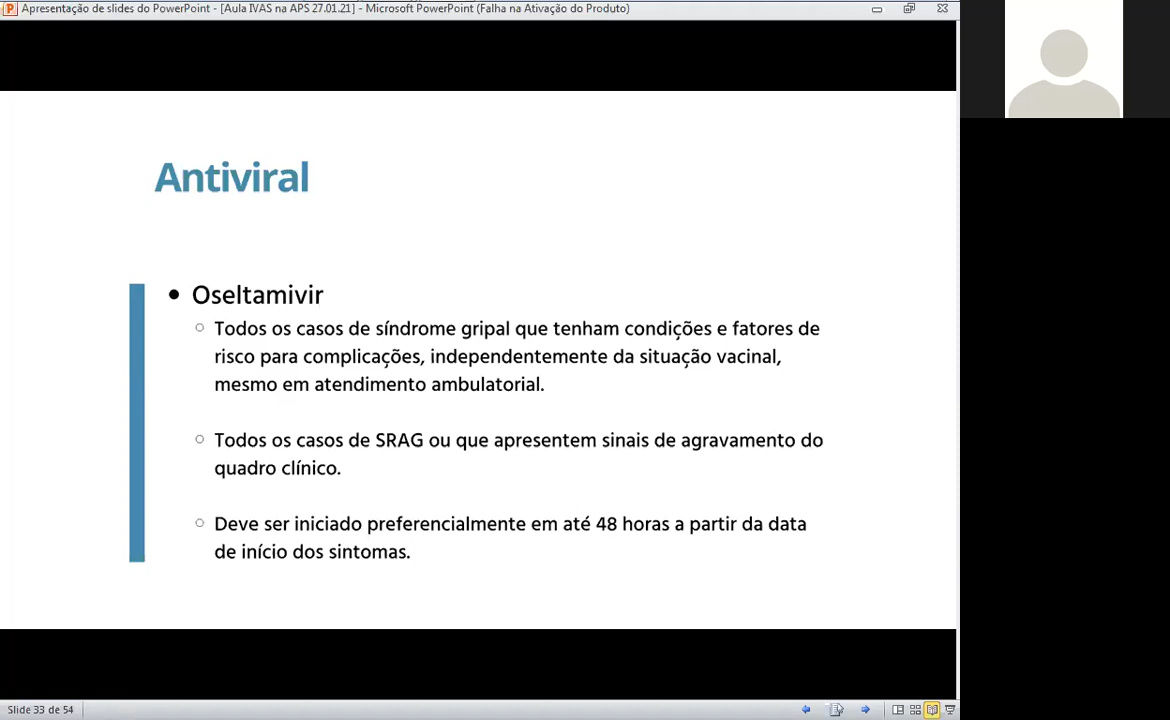 Apresentação de slides do PowerPoint - [Aula IVAS na APS 27.01.21] - Microsoft PowerPoint (Falha na Ativação do Produto)
Antiviral
• Oseltamivir
○ Todos os casos de síndrome gripal que tenham condições e fatores de
risco para complicações, independentemente da situação vacinal,
mesmo em atendimento ambulatorial.
○ Todos os casos de SRAG ou que apresentem sinais de agravamento do
quadro clínico.
○ Deve ser iniciado preferencialmente em até 48 horas a partir da data
de início dos sintomas.
Slide 33 de 54